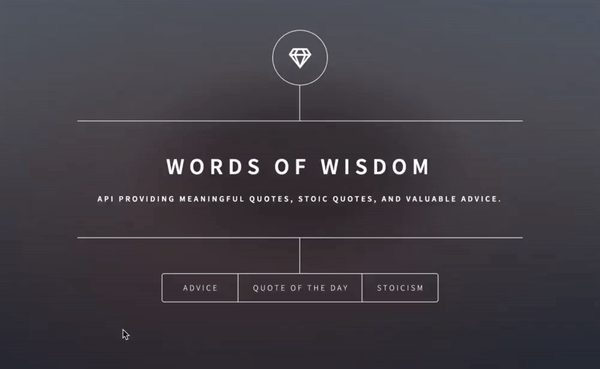 WORDS OF WISDOM
API PROVIDING MEANINGFUL QUOTES, STOIC QUOTES, AND VALUABLE ADVICE.
ADVICE QUOTE OF THE DAY STOICISM